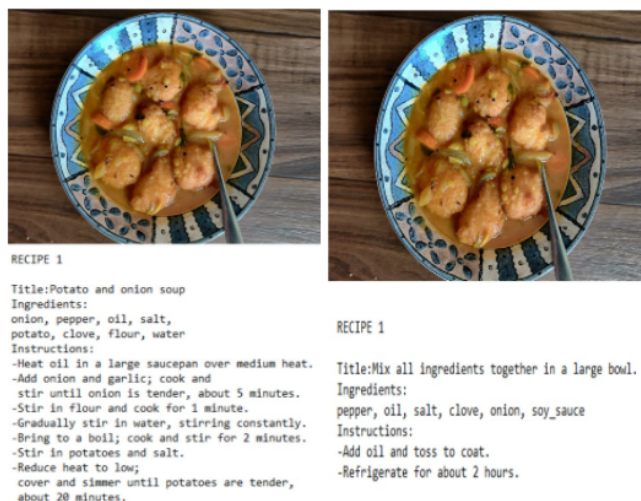 RECIPE 1
Title:Potato and onion soup
Ingredients:
onion, pepper, oil, salt,
potato, clove, flour, water
Instructions:
-Heat oil in a large saucepan over medium heat.
-Add onion and garlic; cook and
stir until onion is tender, about 5 minutes.
-Stir in flour and cook for 1 minute.
-Gradually stir in water, stirring constantly.
-Bring to a boil; cook and stir for 2 minutes.
-Stir in potatoes and salt.
-Reduce heat to low;
cover and simmer until potatoes are tender,
about 20 minutes.
RECIPE 1
Title:Mix all ingredients together in a large bowl.
Ingredients:
pepper, oil, salt, clove, onion, soy_sauce
Instructions:
-Add oil and toss to coat.
-Refrigerate for about 2 hours.